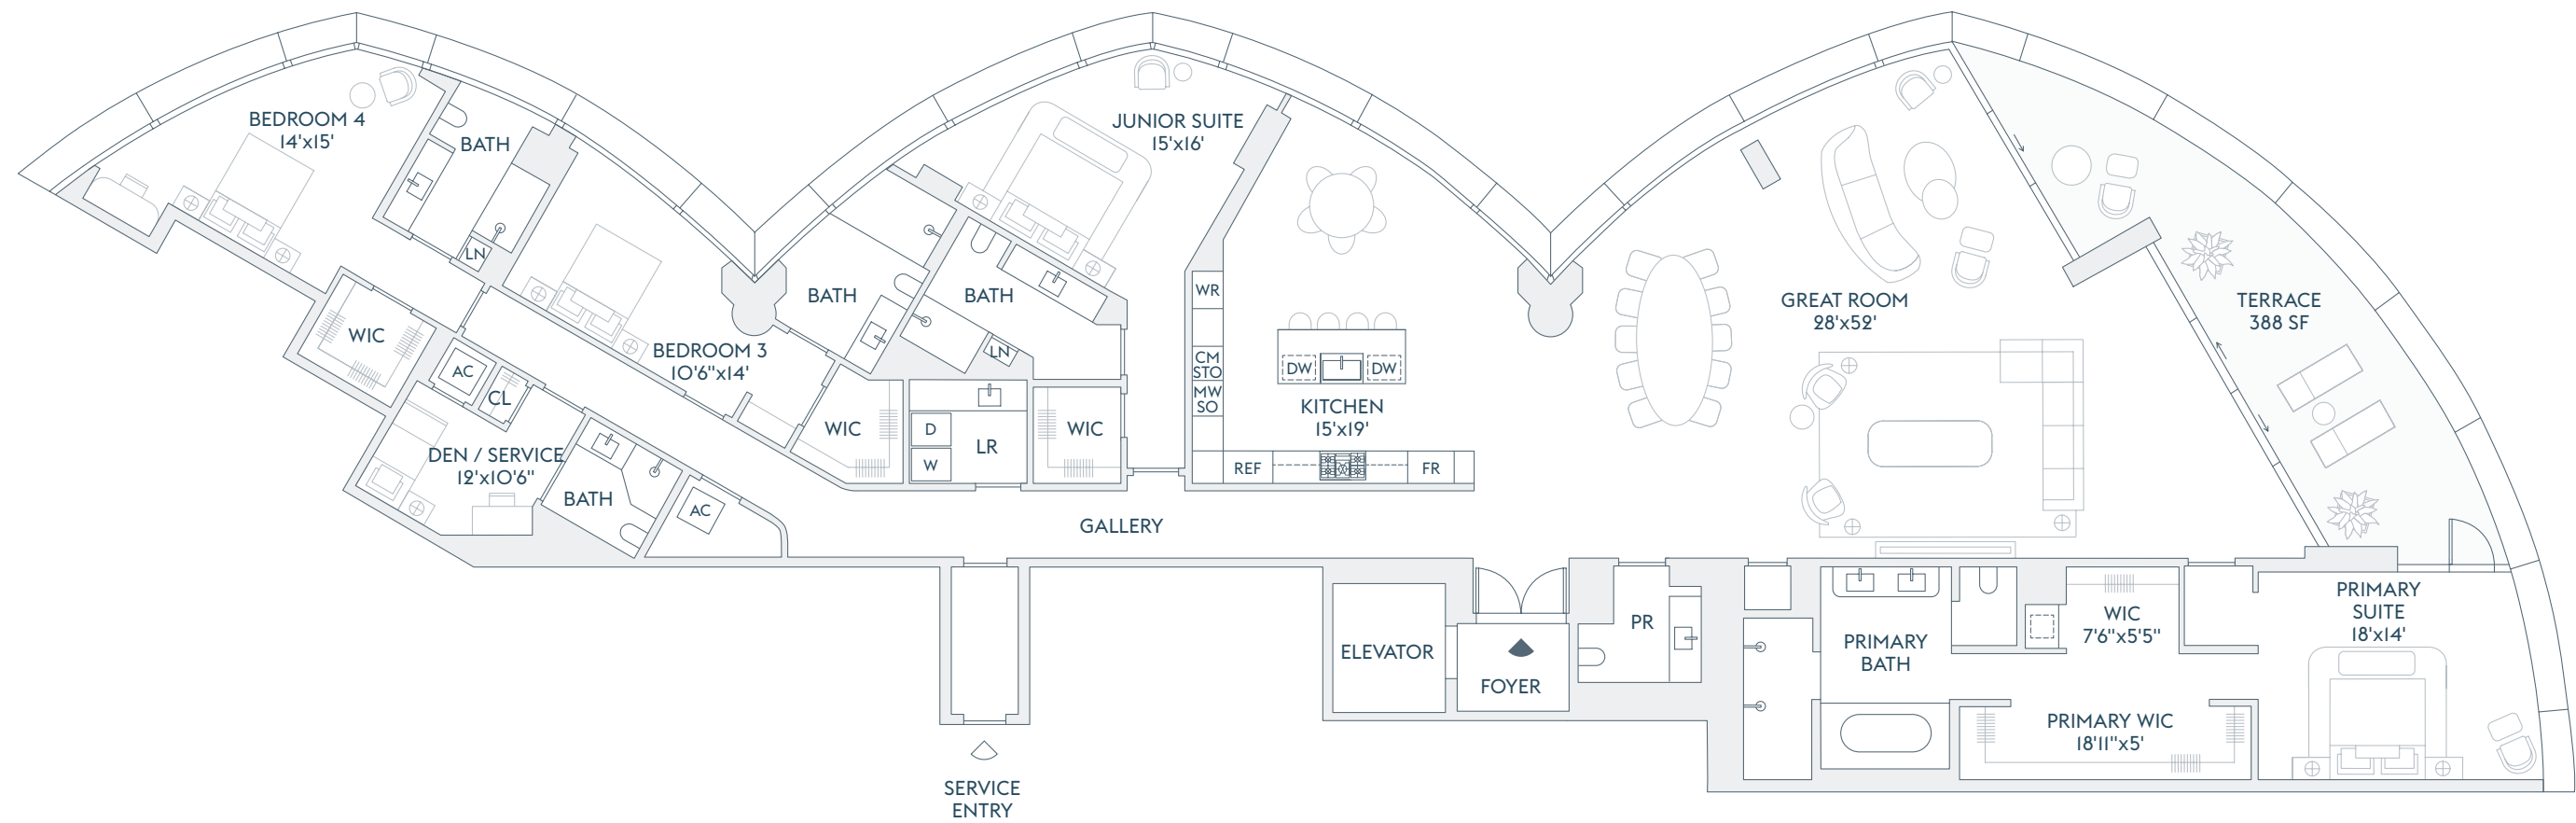 BEDROOM 4
14'x15'
BATH
LN
WIC
AC
CL
DEN / SERVICE
12'x10'6"
BATH
AC
BEDROOM 3
10'6"x14'
BATH
WIC
JUNIOR SUITE
15'x16'
BATH
LN
D
W
LR
WIC
WR
CM
STO
MW
SO
DW
DW
KITCHEN
15'x19'
REF
FR
GALLERY
GREAT ROOM
28'x52'
TERRACE
388 SF
SERVICE
ENTRY
ELEVATOR
FOYER
PR
PRIMARY
BATH
WIC
7'6"x5'5"
PRIMARY WIC
18'11"x5'
PRIMARY
SUITE
18'x14'